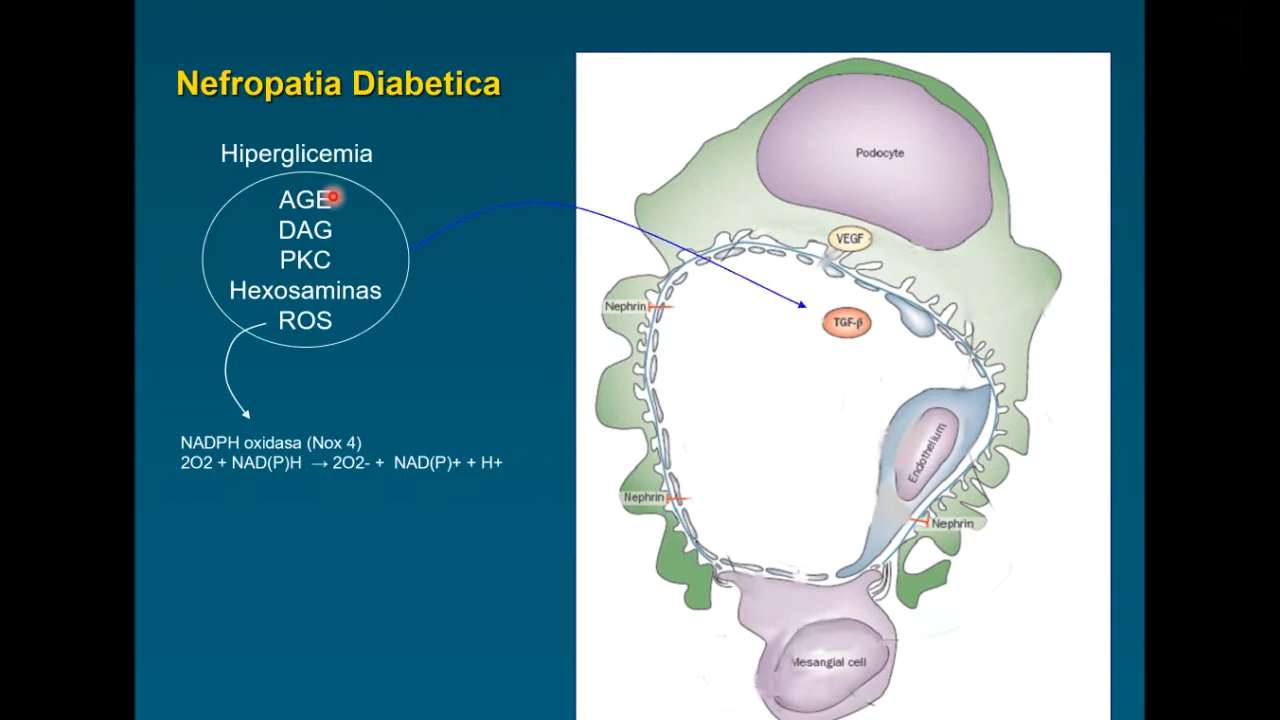 Nefropatia Diabetica
Hiperglicemia
AGE
DAG
PKC
Hexosaminas
ROS
NADPH oxidasa (Nox 4)
2O2 + NAD(P)H → 2O2- + NAD(P)+ + H+
Podocyte
VEGF
Nephrin
TGF-β
Endothelium
Nephrin
Nephrin
Mesangial cell